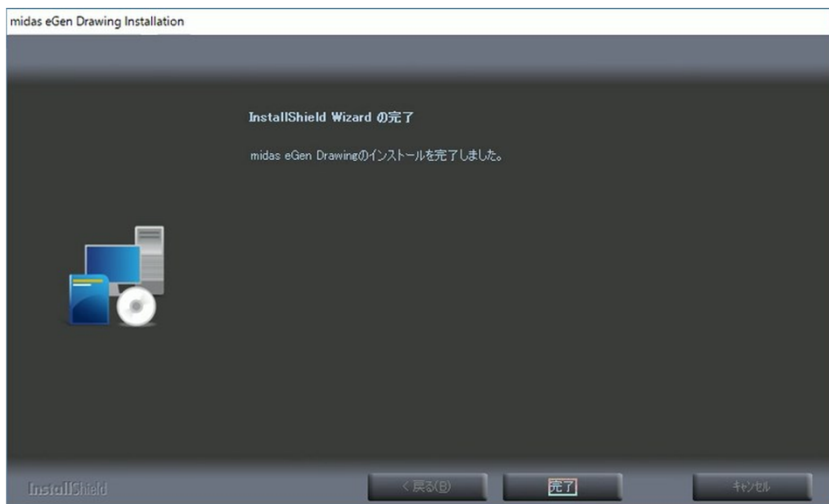 midas eGen Drawing Installation
InstallShield Wizard の完了
midas eGen Drawingのインストールを完了しました。
InstallShield
< 戻る(B)
完了
キャンセル